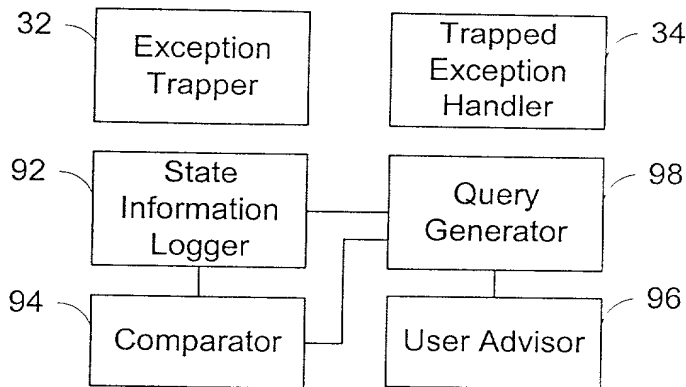 32
Exception
Trapper
Trapped
Exception
Handler
34
92
State
Information
Logger
Query
Generator
98
94
Comparator
User Advisor
96